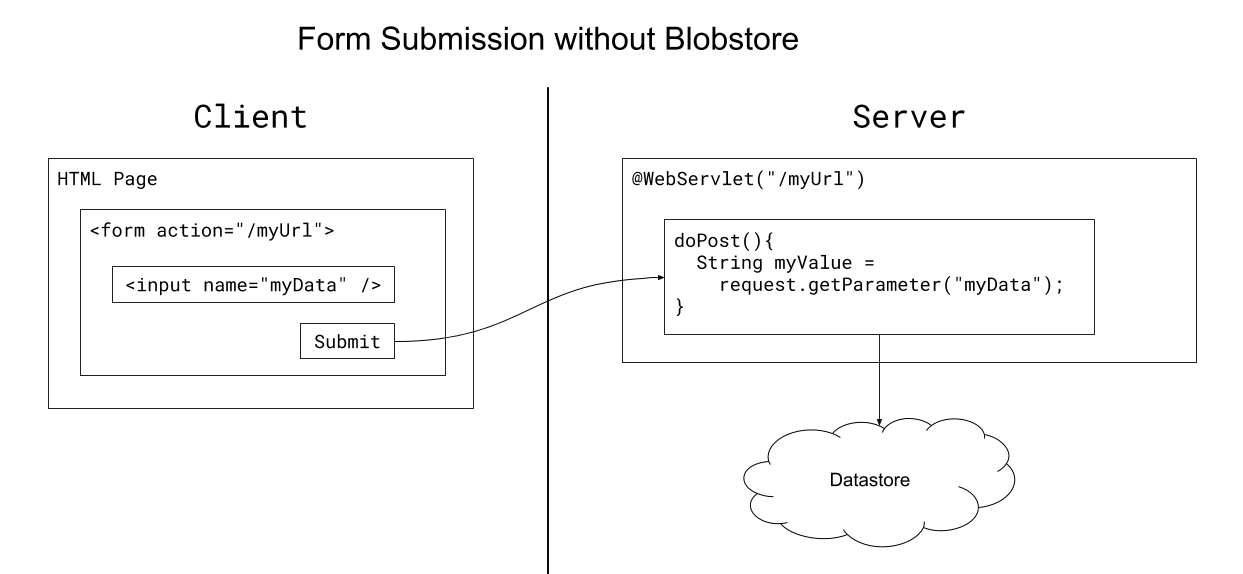 Form Submission without Blobstore
Client
HTML Page
<form action="/myUrl">
<input name="myData" />
Submit
Server
@WebServlet("/myUrl")
doPost(){
String myValue =
request.getParameter("myData");
}
Datastore